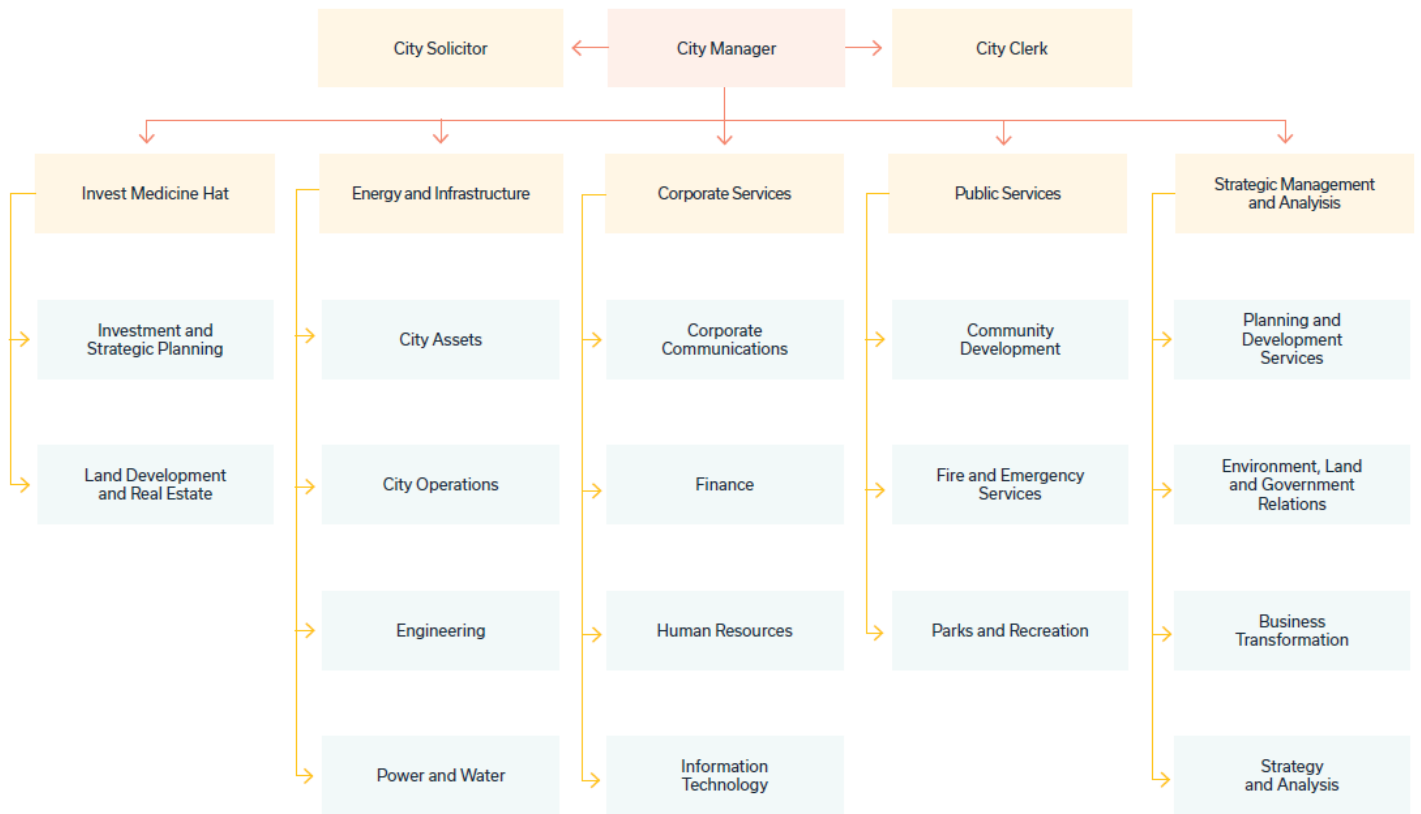 City Solicitor
City Manager
City Clerk
Invest Medicine Hat
Energy and Infrastructure
Corporate Services
Public Services
Strategic Management
and Analyisis
Investment and
Strategic Planning
City Assets
Corporate
Communications
Community
Development
Planning and
Development
Services
Land Development
and Real Estate
City Operations
Finance
Fire and Emergency
Services
Environment, Land
and Government
Relations
Engineering
Human Resources
Parks and Recreation
Business
Transformation
Power and Water
Information
Technology
Strategy
and Analysis